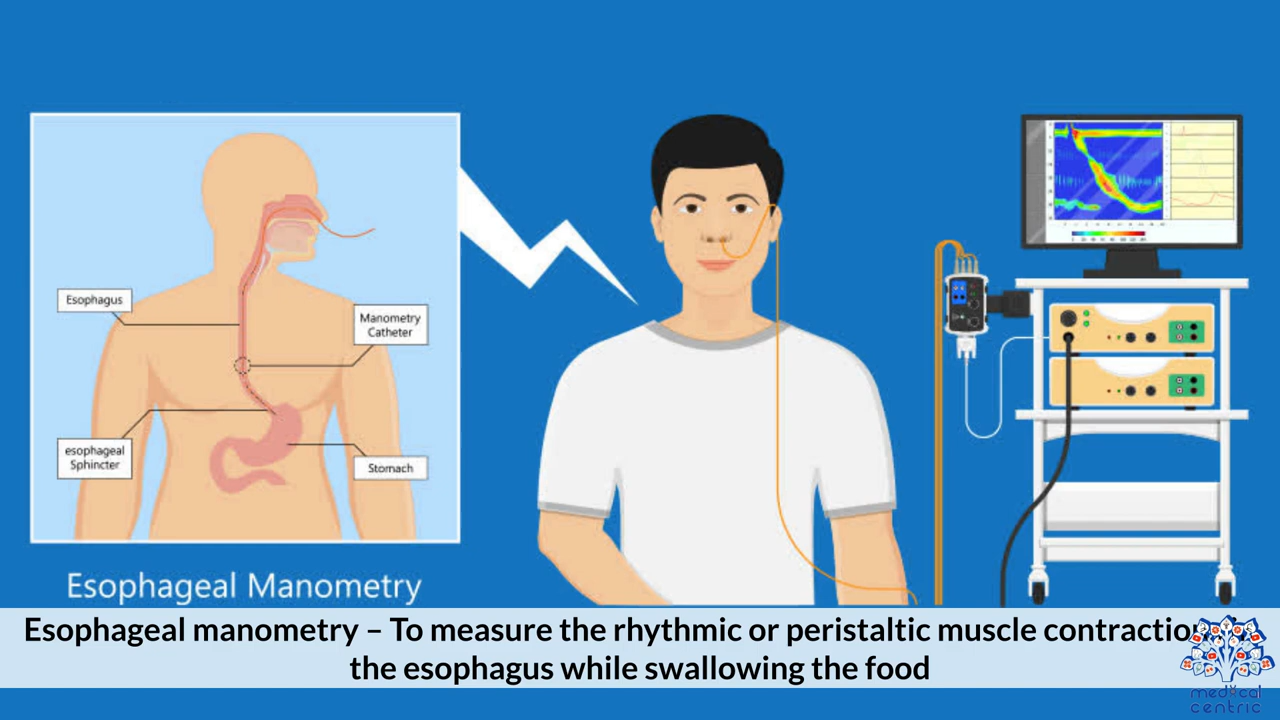 Esophagus
Manometry
Catheter
esophageal
Sphincter
Stomach
Esophageal Manometry
Esophageal manometry – To measure the rhythmic or peristaltic muscle contraction
the esophagus while swallowing the food
medical
centric